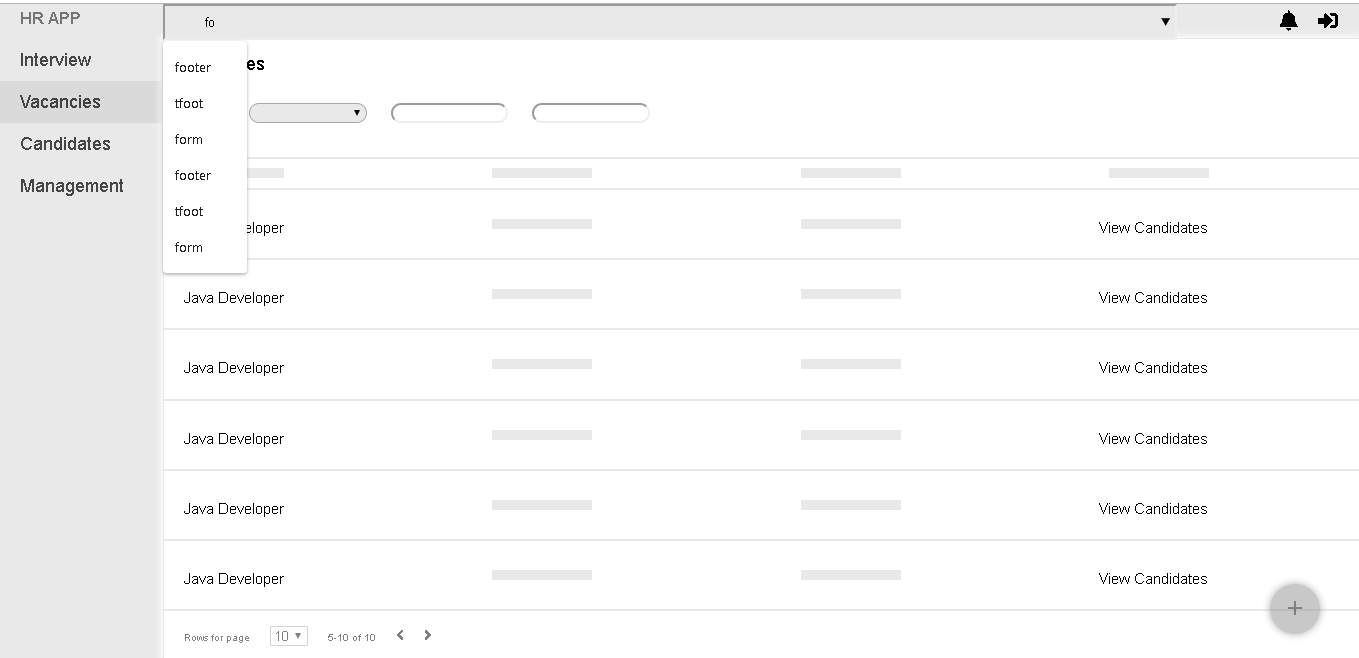 HR APP
fo
Interview
Vacancies
Candidates
Management
footer
tfoot
form
footer
tfoot
form
es
eloper
View Candidates
Java Developer
View Candidates
Java Developer
View Candidates
Java Developer
View Candidates
Java Developer
View Candidates
Java Developer
View Candidates
Rows for page
10
5-10 of 10